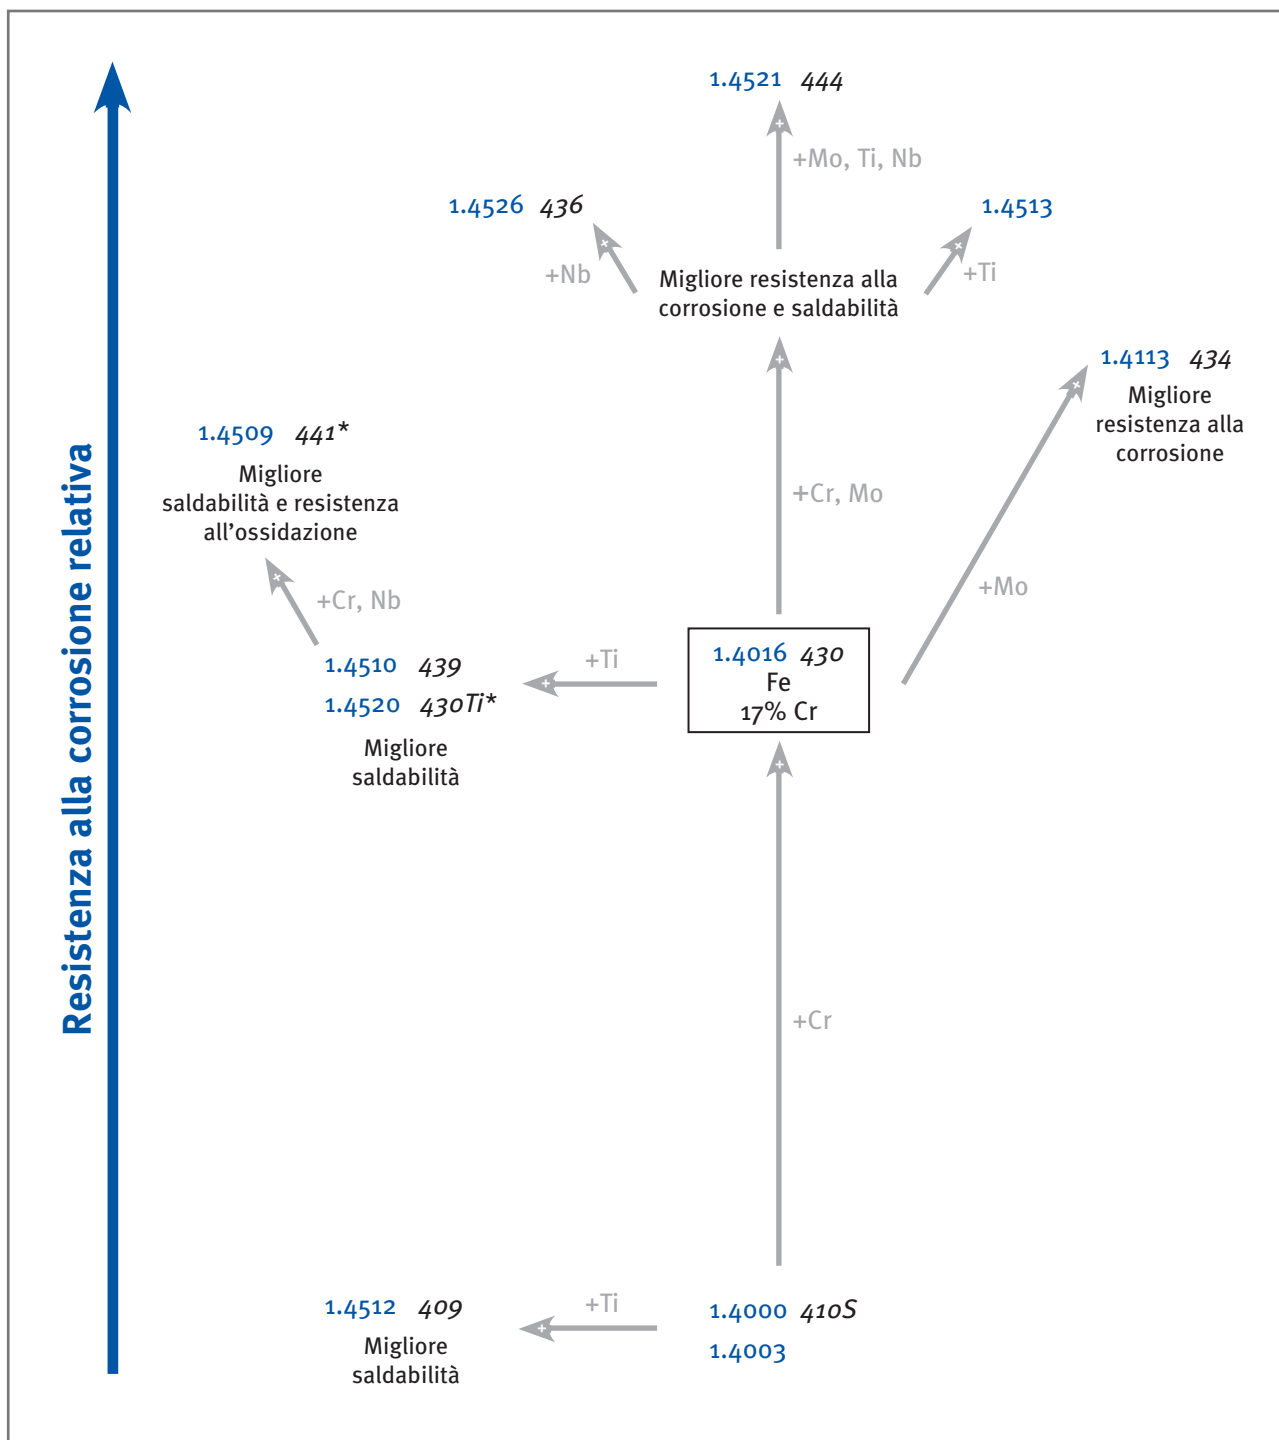 1.4521 444
+Mo, Ti, Nb
1.4526 436
1.4513
+Nb
+Ti
Migliore resistenza alla
corrosione e saldabilità
1.4113 434
Migliore
resistenza alla
corrosione
1.4509 441*
Migliore
saldabilità e resistenza
all'ossidazione
+Cr, Mo
+Cr, Nb
+Mo
1.4510 439
1.4520 430Ti*
Migliore
saldabilità
+Ti
1.4016 430
Fe
17% Cr
Resistenza alla corrosione relativa
+Cr
1.4512 409
Migliore
saldabilità
+Ti
1.4000 410S
1.4003